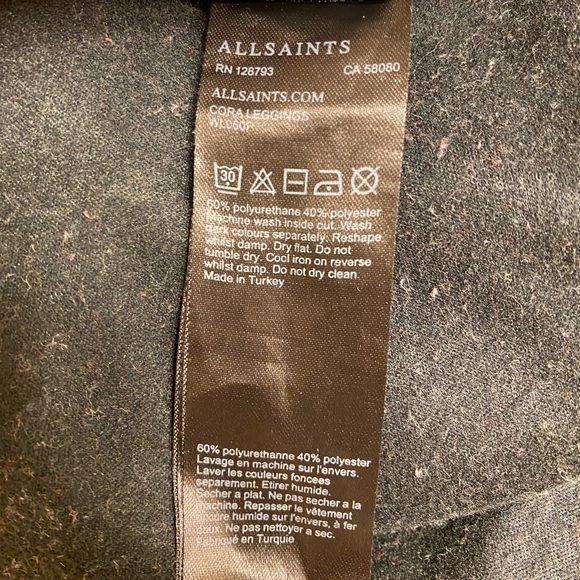 ALLSAINTS
RN 128793 CA 58080
ALLSAINTS.COM
CORA LEGGINGS
WL060F
30
60% polyurethane 40% polyester
Machine wash inside out. Wash
dark colours separately. Reshape
whilst damp. Dry flat. Do not
tumble dry. Cool iron on reverse
whilst damp. Do not dry clean.
Made in Turkey
60% polyurethanne 40% polyester
Lavage en machine sur l'envers.
Laver les couleurs foncées
separement. Etirer humide.
Secher a plat. Ne pas secher a la
machine. Repasser le vêtement
encore humide sur l'envers, à fer
doux. Ne pas nettoyer a sec.
Fabriqué en Turquie